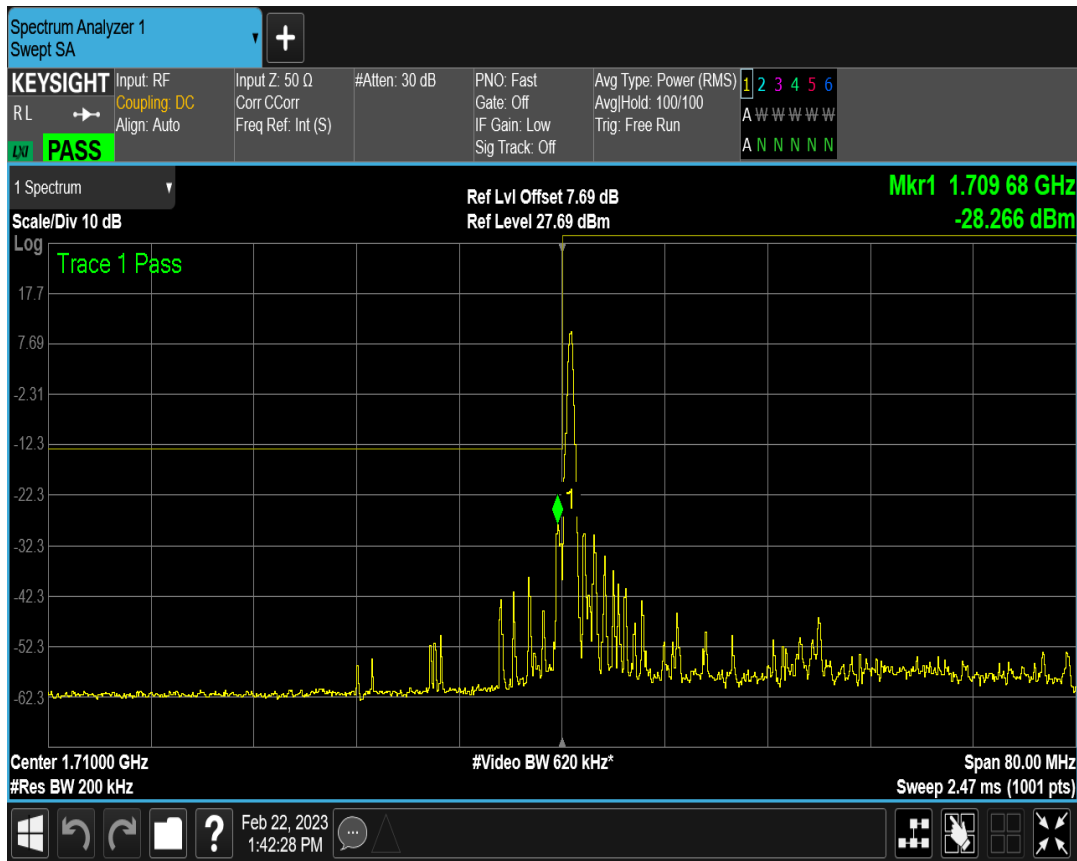 Spectrum Analyzer 1
Swept SA
+
KEYSIGHT
RL
LXI PASS
Input: RF
Coupling: DC
Align: Auto
Input Z: 50 Ω
Corr CCorr
Freq Ref: Int (S)
#Atten: 30 dB
PNO: Fast
Gate: Off
IF Gain: Low
Sig Track: Off
Avg Type: Power (RMS)
Avg|Hold: 100/100
Trig: Free Run
1 2 3 4 5 6
A W W W W W
A N N N N N
1 Spectrum
Scale/Div 10 dB
Ref Lvl Offset 7.69 dB
Ref Level 27.69 dBm
Mkr1 1.709 68 GHz
-28.266 dBm
Log
Trace 1 Pass
17.7
7.69
-2.31
-12.3
-22.3
-32.3
-42.3
-52.3
-62.3
1
Center 1.71000 GHz
#Res BW 200 kHz
#Video BW 620 kHz*
Span 80.00 MHz
Sweep 2.47 ms (1001 pts)
?
Feb 22, 2023
1:42:28 PM